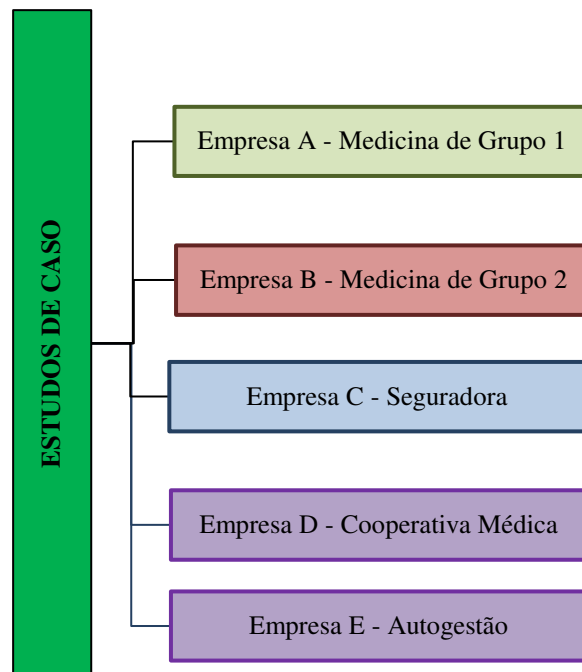 ESTUDOS DE CASO
Empresa A - Medicina de Grupo 1
Empresa B - Medicina de Grupo 2
Empresa C - Seguradora
Empresa D - Cooperativa Médica
Empresa E - Autogestão